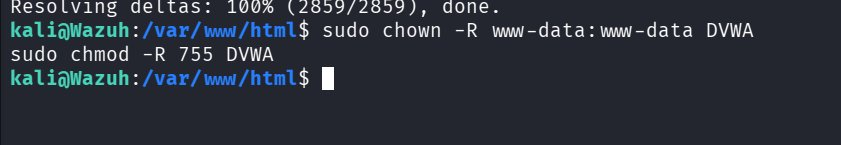 Resolving deltas: 100% (2859/2859), done.
kali@Wazuh:/var/www/html$ sudo chown -R www-data:www-data DVWA
sudo chmod -R 755 DVWA
kali@Wazuh:/var/www/html$